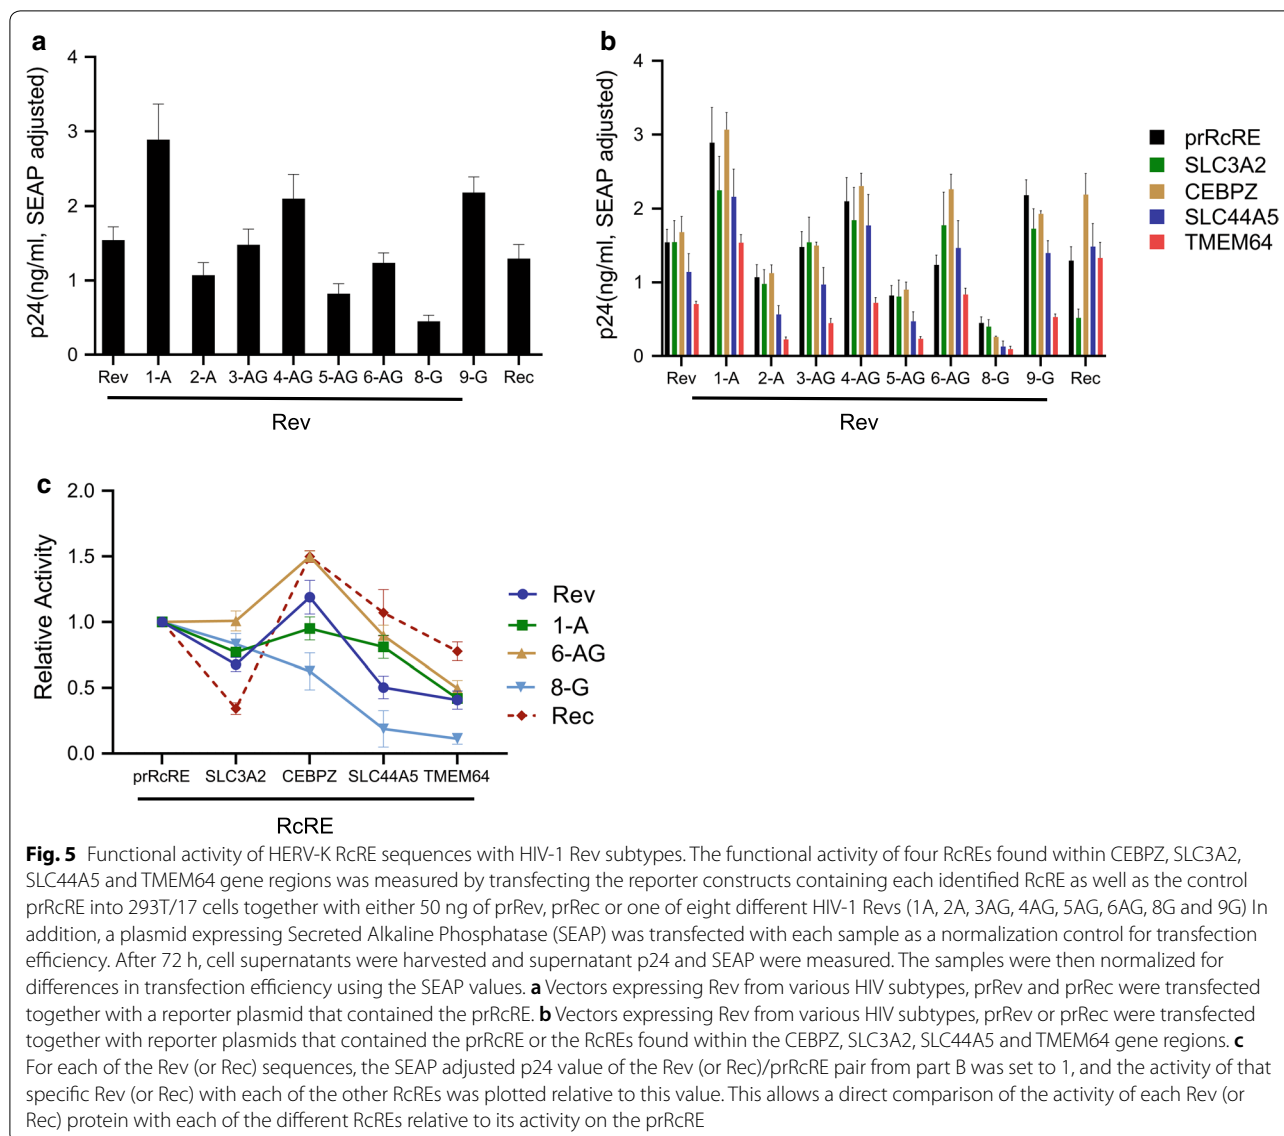 a
p24(ng/ml, SEAP adjusted)
4
3
2
1
0
Rev 1-A 2-A 3-AG 4-AG 5-AG 6-AG 8-G 9-G Rec
Rev
b
p24(ng/ml, SEAP adjusted)
4
3
2
1
0
Rev 1-A 2-A 3-AG 4-AG 5-AG 6-AG 8-G 9-G Rec
Rev
prRcRE
SLC3A2
CEBPZ
SLC44A5
TMEM64
c
Relative Activity
2.0
1.5
1.0
0.5
0.0
prRcRE SLC3A2 CEBPZ SLC44A5 TMEM64
RcRE
Rev
1-A
6-AG
8-G
Rec
Fig. 5 Functional activity of HERV-K RcRE sequences with HIV-1 Rev subtypes. The functional activity of four RcREs found within CEBPZ, SLC3A2,
SLC44A5 and TMEM64 gene regions was measured by transfecting the reporter constructs containing each identified RcRE as well as the control
prRcRE into 293T/17 cells together with either 50 ng of prRev, prRec or one of eight different HIV-1 Revs (1A, 2A, 3AG, 4AG, 5AG, 6AG, 8G and 9G) In
addition, a plasmid expressing Secreted Alkaline Phosphatase (SEAP) was transfected with each sample as a normalization control for transfection
efficiency. After 72 h, cell supernatants were harvested and supernatant p24 and SEAP were measured. The samples were then normalized for
differences in transfection efficiency using the SEAP values. a Vectors expressing Rev from various HIV subtypes, prRev and prRec were transfected
together with a reporter plasmid that contained the prRcRE. b Vectors expressing Rev from various HIV subtypes, prRev or prRec were transfected
together with reporter plasmids that contained the prRcRE or the RcREs found within the CEBPZ, SLC3A2, SLC44A5 and TMEM64 gene regions. c
For each of the Rev (or Rec) sequences, the SEAP adjusted p24 value of the Rev (or Rec)/prRcRE pair from part B was set to 1, and the activity of that
specific Rev (or Rec) with each of the other RcREs was plotted relative to this value. This allows a direct comparison of the activity of each Rev (or
Rec) protein with each of the different RcREs relative to its activity on the prRcRE